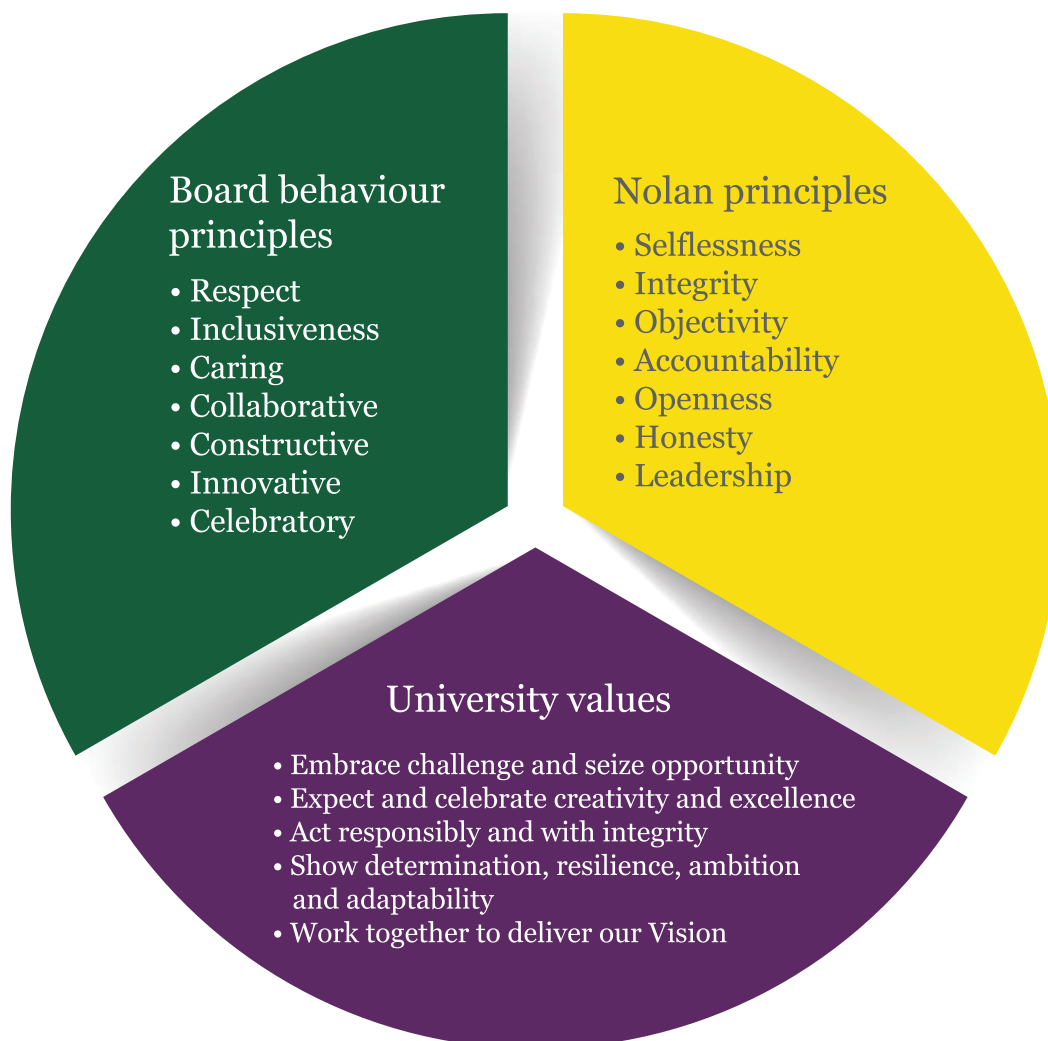 Board behaviour
principles
• Respect
• Inclusiveness
• Caring
• Collaborative
• Constructive
• Innovative
• Celebratory
Nolan principles
• Selflessness
• Integrity
• Objectivity
• Accountability
• Openness
• Honesty
• Leadership
University values
• Embrace challenge and seize opportunity
• Expect and celebrate creativity and excellence
• Act responsibly and with integrity
• Show determination, resilience, ambition
and adaptability
• Work together to deliver our Vision